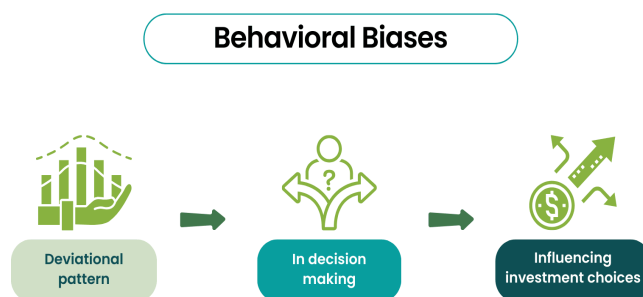 Behavioral Biases
?
$
Deviational
pattern
In decision
making
Influencing
investment choices